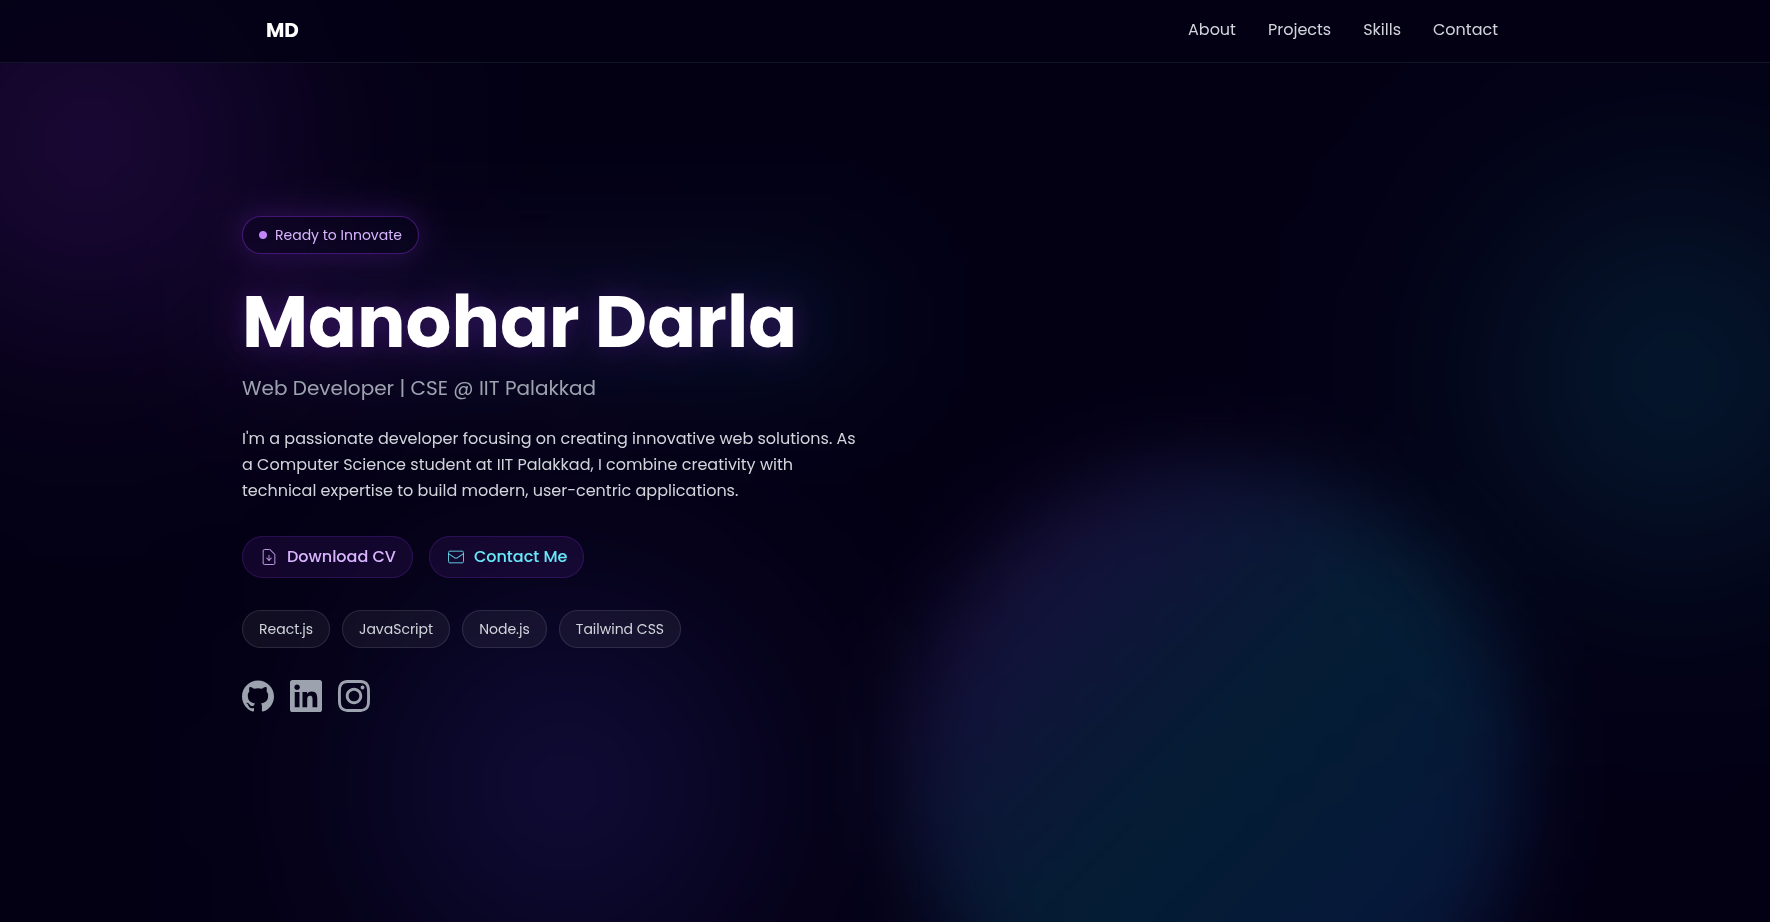 MD
About Projects Skills Contact
Ready to Innovate
Manohar Darla
Web Developer | CSE @ IIT Palakkad
I'm a passionate developer focusing on creating innovative web solutions. As
a Computer Science student at IIT Palakkad, I combine creativity with
technical expertise to build modern, user-centric applications.
Download CV Contact Me
React.js JavaScript Node.js Tailwind CSS
in